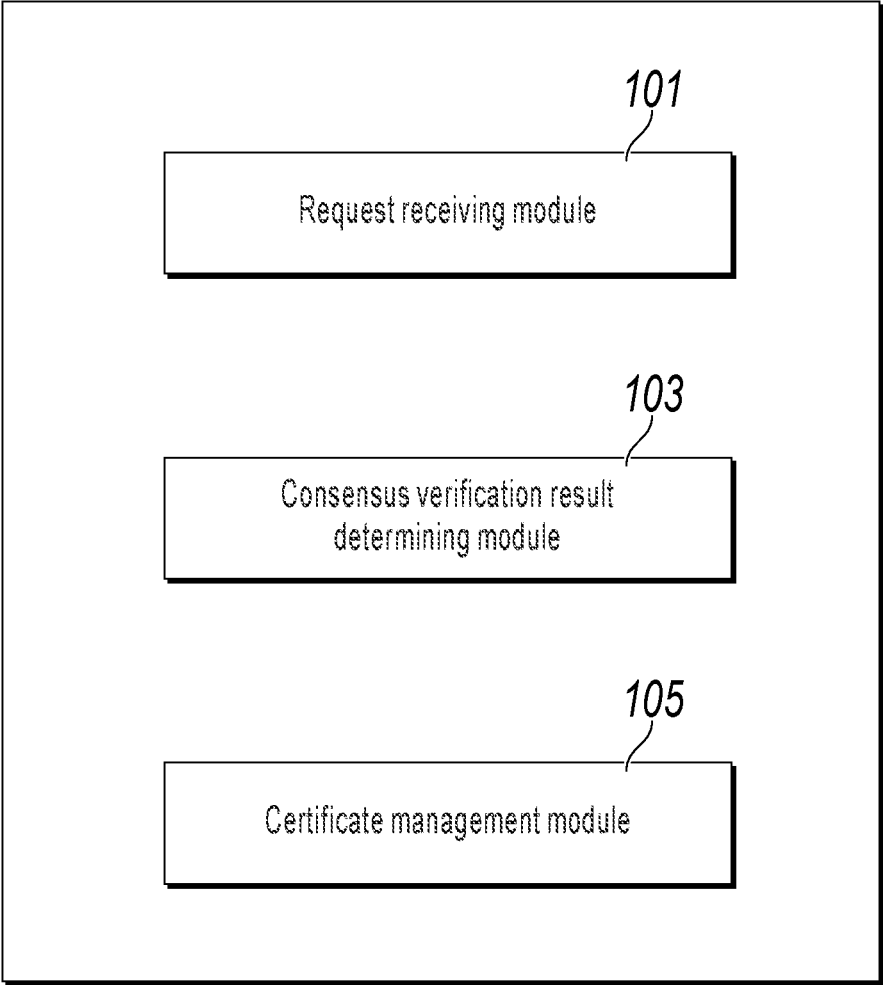 101
Request receiving module
103
Consensus verification result
determining module
105
Certificate management module